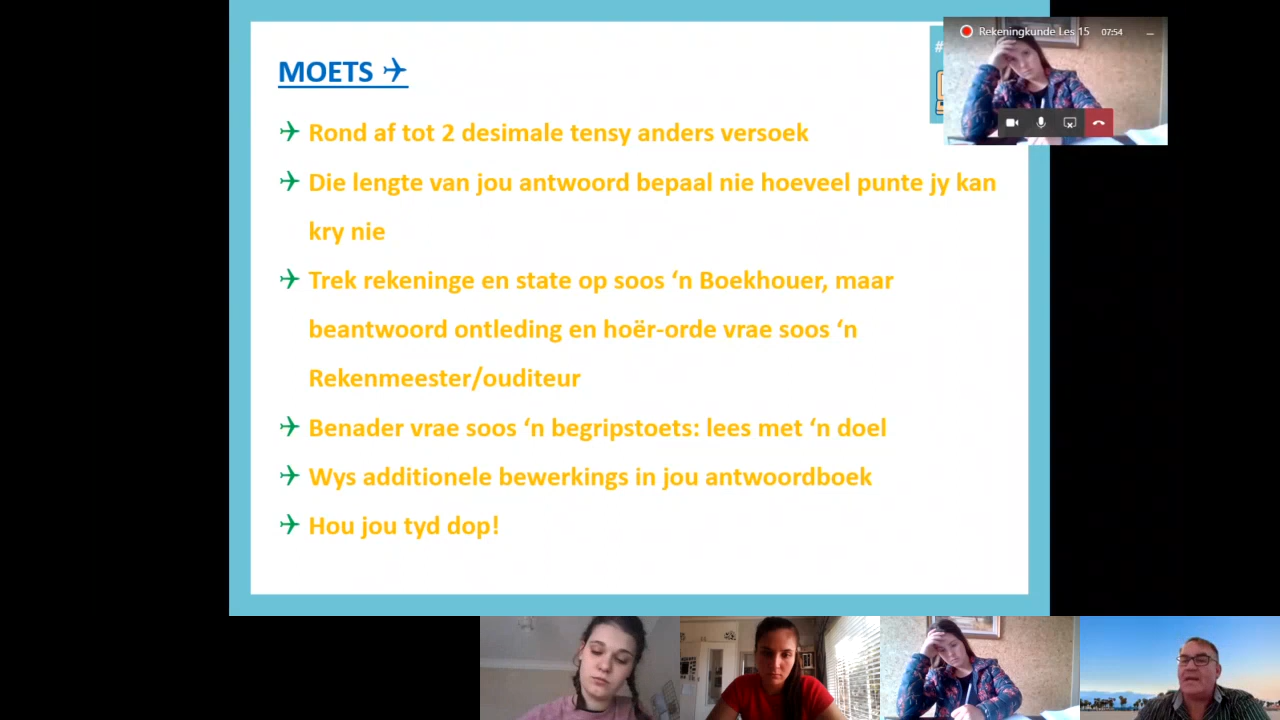 MOETS ✈
Rond af tot 2 desimale tensy anders versoek
Die lengte van jou antwoord bepaal nie hoeveel punte jy kan
kry nie
Trek rekeninge en state op soos ‘n Boekhouer, maar
beantwoord ontleding en hoër-orde vrae soos ‘n
Rekenmeester/ouditeur
Benader vrae soos ‘n begripstoets: lees met ‘n doel
Wys additionele bewerkings in jou antwoordboek
Hou jou tyd dop!
#
Rekeningkunde Les 15 07:54